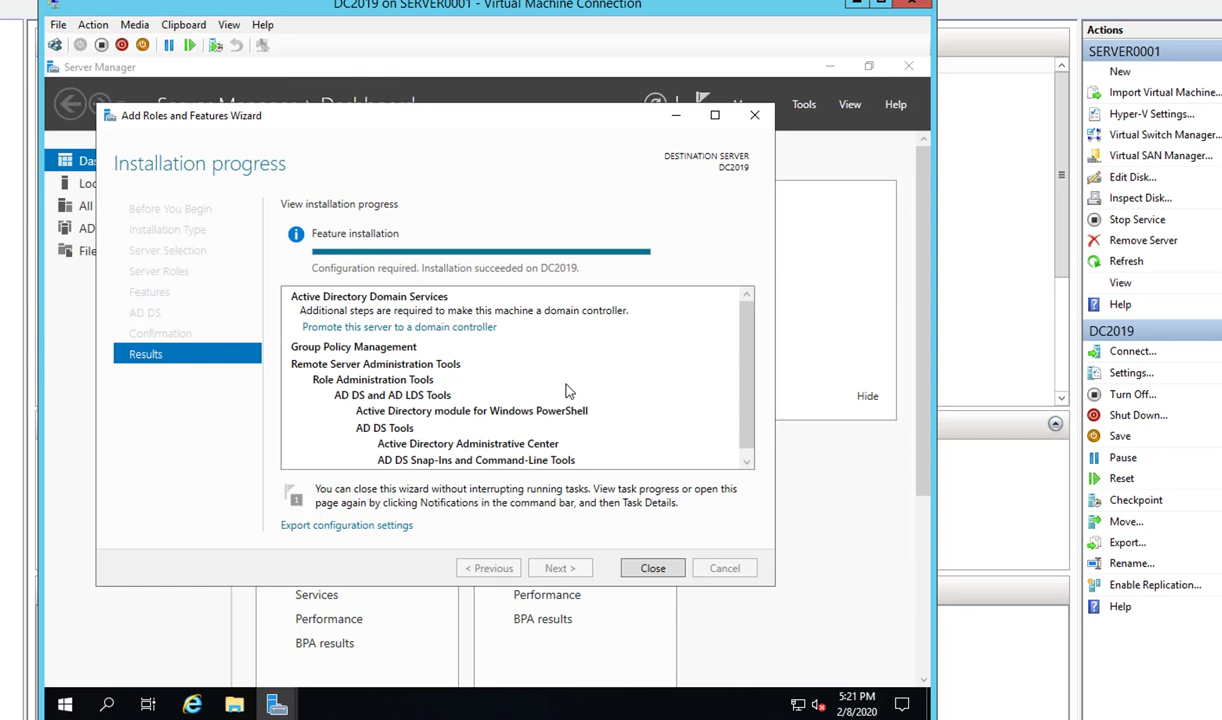 DC2019 on SERVER0001 - Virtual Machine Connection
File Action Media Clipboard View Help
Server Manager
Tools View Help
Add Roles and Features Wizard
Installation progress
DESTINATION SERVER
DC2019
Before You Begin
Installation Type
Server Selection
Server Roles
Features
AD DS
Confirmation
Results
View installation progress
Feature installation
Configuration required. Installation succeeded on DC2019.
Active Directory Domain Services
Additional steps are required to make this machine a domain controller.
Promote this server to a domain controller
Group Policy Management
Remote Server Administration Tools
Role Administration Tools
AD DS and AD LDS Tools
Active Directory module for Windows PowerShell
AD DS Tools
Active Directory Administrative Center
AD DS Snap-Ins and Command-Line Tools
1
You can close this wizard without interrupting running tasks. View task progress or open this
page again by clicking Notifications in the command bar, and then Task Details.
Export configuration settings
< Previous
Next >
Close
Cancel
Das
Loc
All
AD
File
Hide
Services
Performance
BPA results
Performance
BPA results
5:21 PM
2/8/2020
Actions
SERVER0001
New
Import Virtual Machine...
Hyper-V Settings...
Virtual Switch Manager...
Virtual SAN Manager...
Edit Disk...
Inspect Disk...
Stop Service
Remove Server
Refresh
View
Help
DC2019
Connect...
Settings...
Turn Off...
Shut Down...
Save
Pause
Reset
Checkpoint
Move...
Export...
Rename...
Enable Replication...
Help